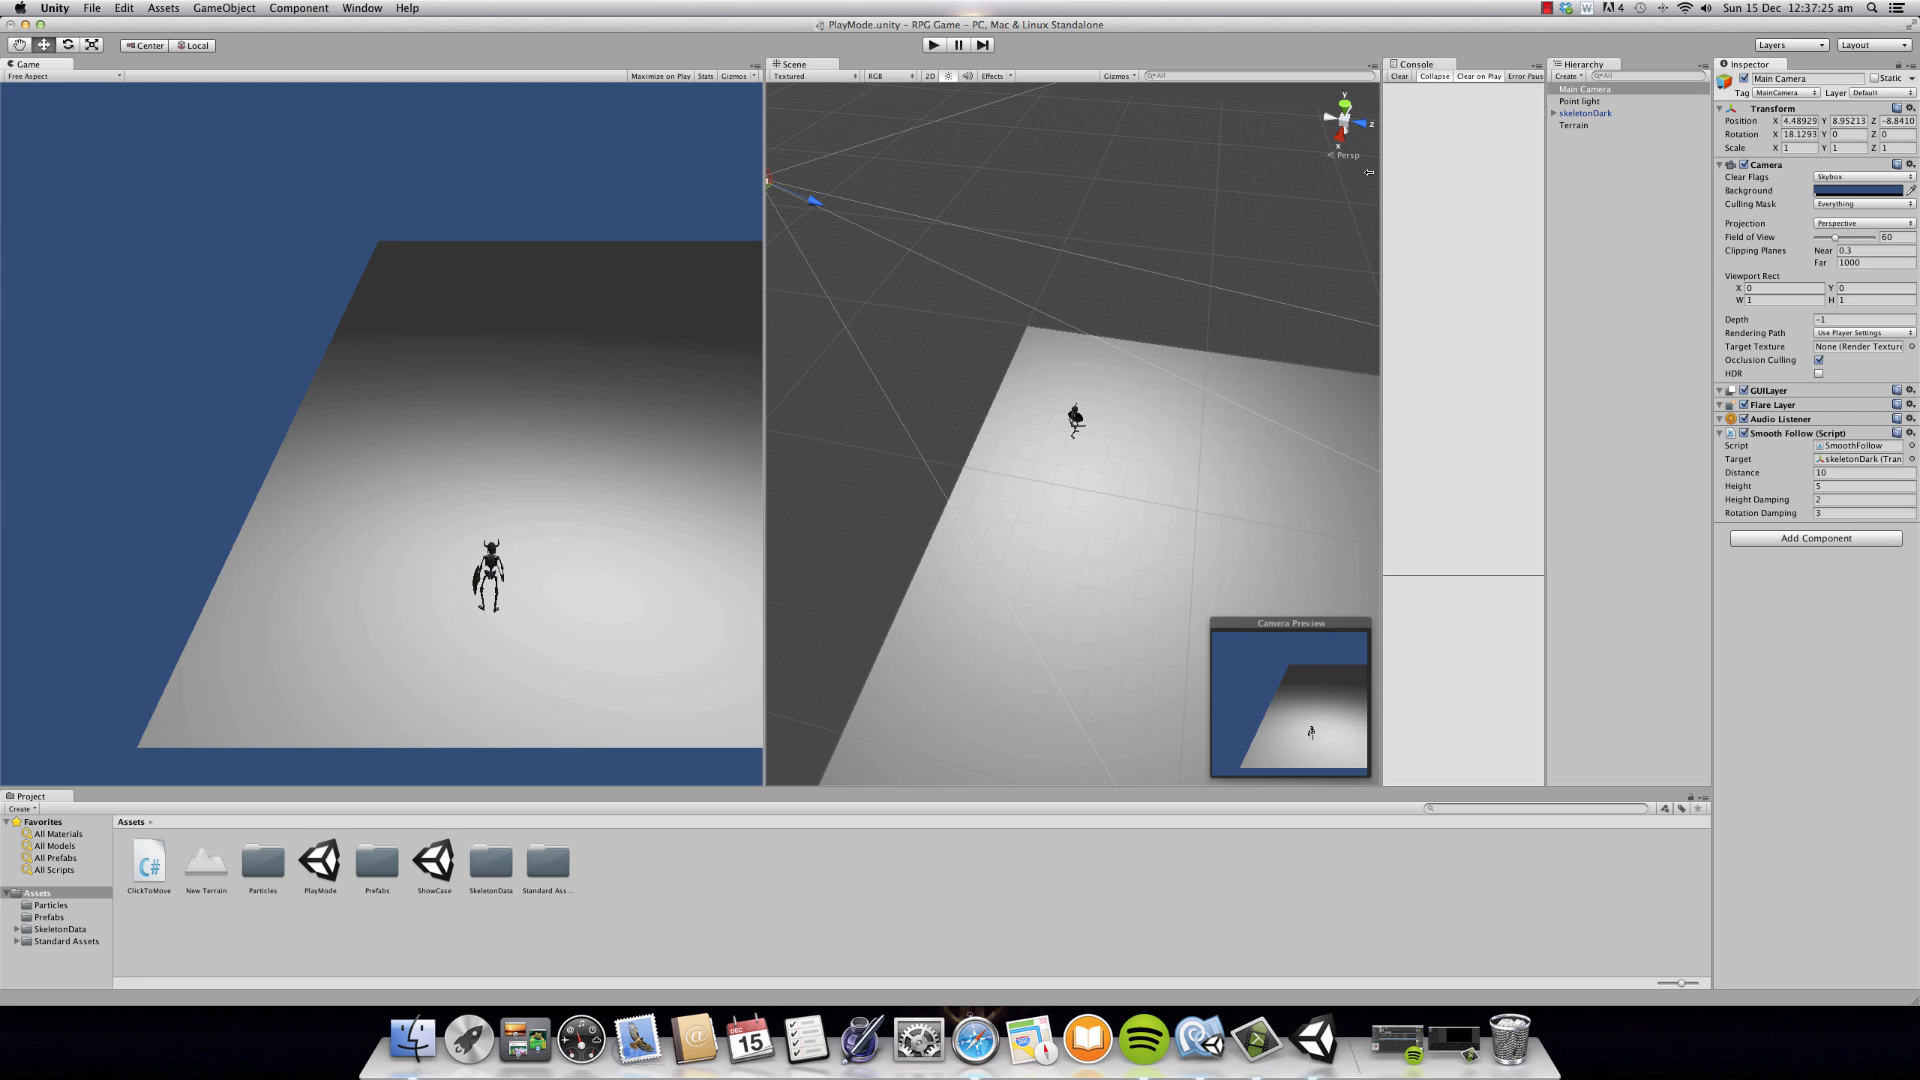 Unity File Edit Assets GameObject Component Window Help
4 Sun 15 Dec 12:37:25 am
PlayMode.unity – RPG Game – PC, Mac & Linux Standalone
Center Local
Layers Layout
Game
Free Aspect Maximize on Play Stats Gizmos
Scene
Textured RGB 2D Effects Gizmos All
y
z
x
Persp
Camera Preview
Console
Clear Collapse Clear on Play Error Paus
Hierarchy
Create All
Main Camera
Point light
skeletonDark
Terrain
Inspector
Main Camera Static
Tag MainCamera Layer Default
Transform
Position X 4.48929 Y 8.95213 Z -8.8410
Rotation X 18.1293 Y 0 Z 0
Scale X 1 Y 1 Z 1
Camera
Clear Flags Skybox
Background
Culling Mask Everything
Projection Perspective
Field of View 60
Clipping Planes Near 0.3
Far 1000
Viewport Rect
X 0 Y 0
W 1 H 1
Depth -1
Rendering Path Use Player Settings
Target Texture None (Render Texture
Occlusion Culling
HDR
GUILayer
Flare Layer
Audio Listener
Smooth Follow (Script)
Script SmoothFollow
Target skeletonDark (Tran
Distance 10
Height 5
Height Damping 2
Rotation Damping 3
Add Component
Project
Create
Favorites
All Materials
All Models
All Prefabs
All Scripts
Assets
Particles
Prefabs
SkeletonData
Standard Assets
Assets
C#
ClickToMove New Terrain Particles PlayMode Prefabs ShowCase SkeletonData Standard Ass...
DEC
15